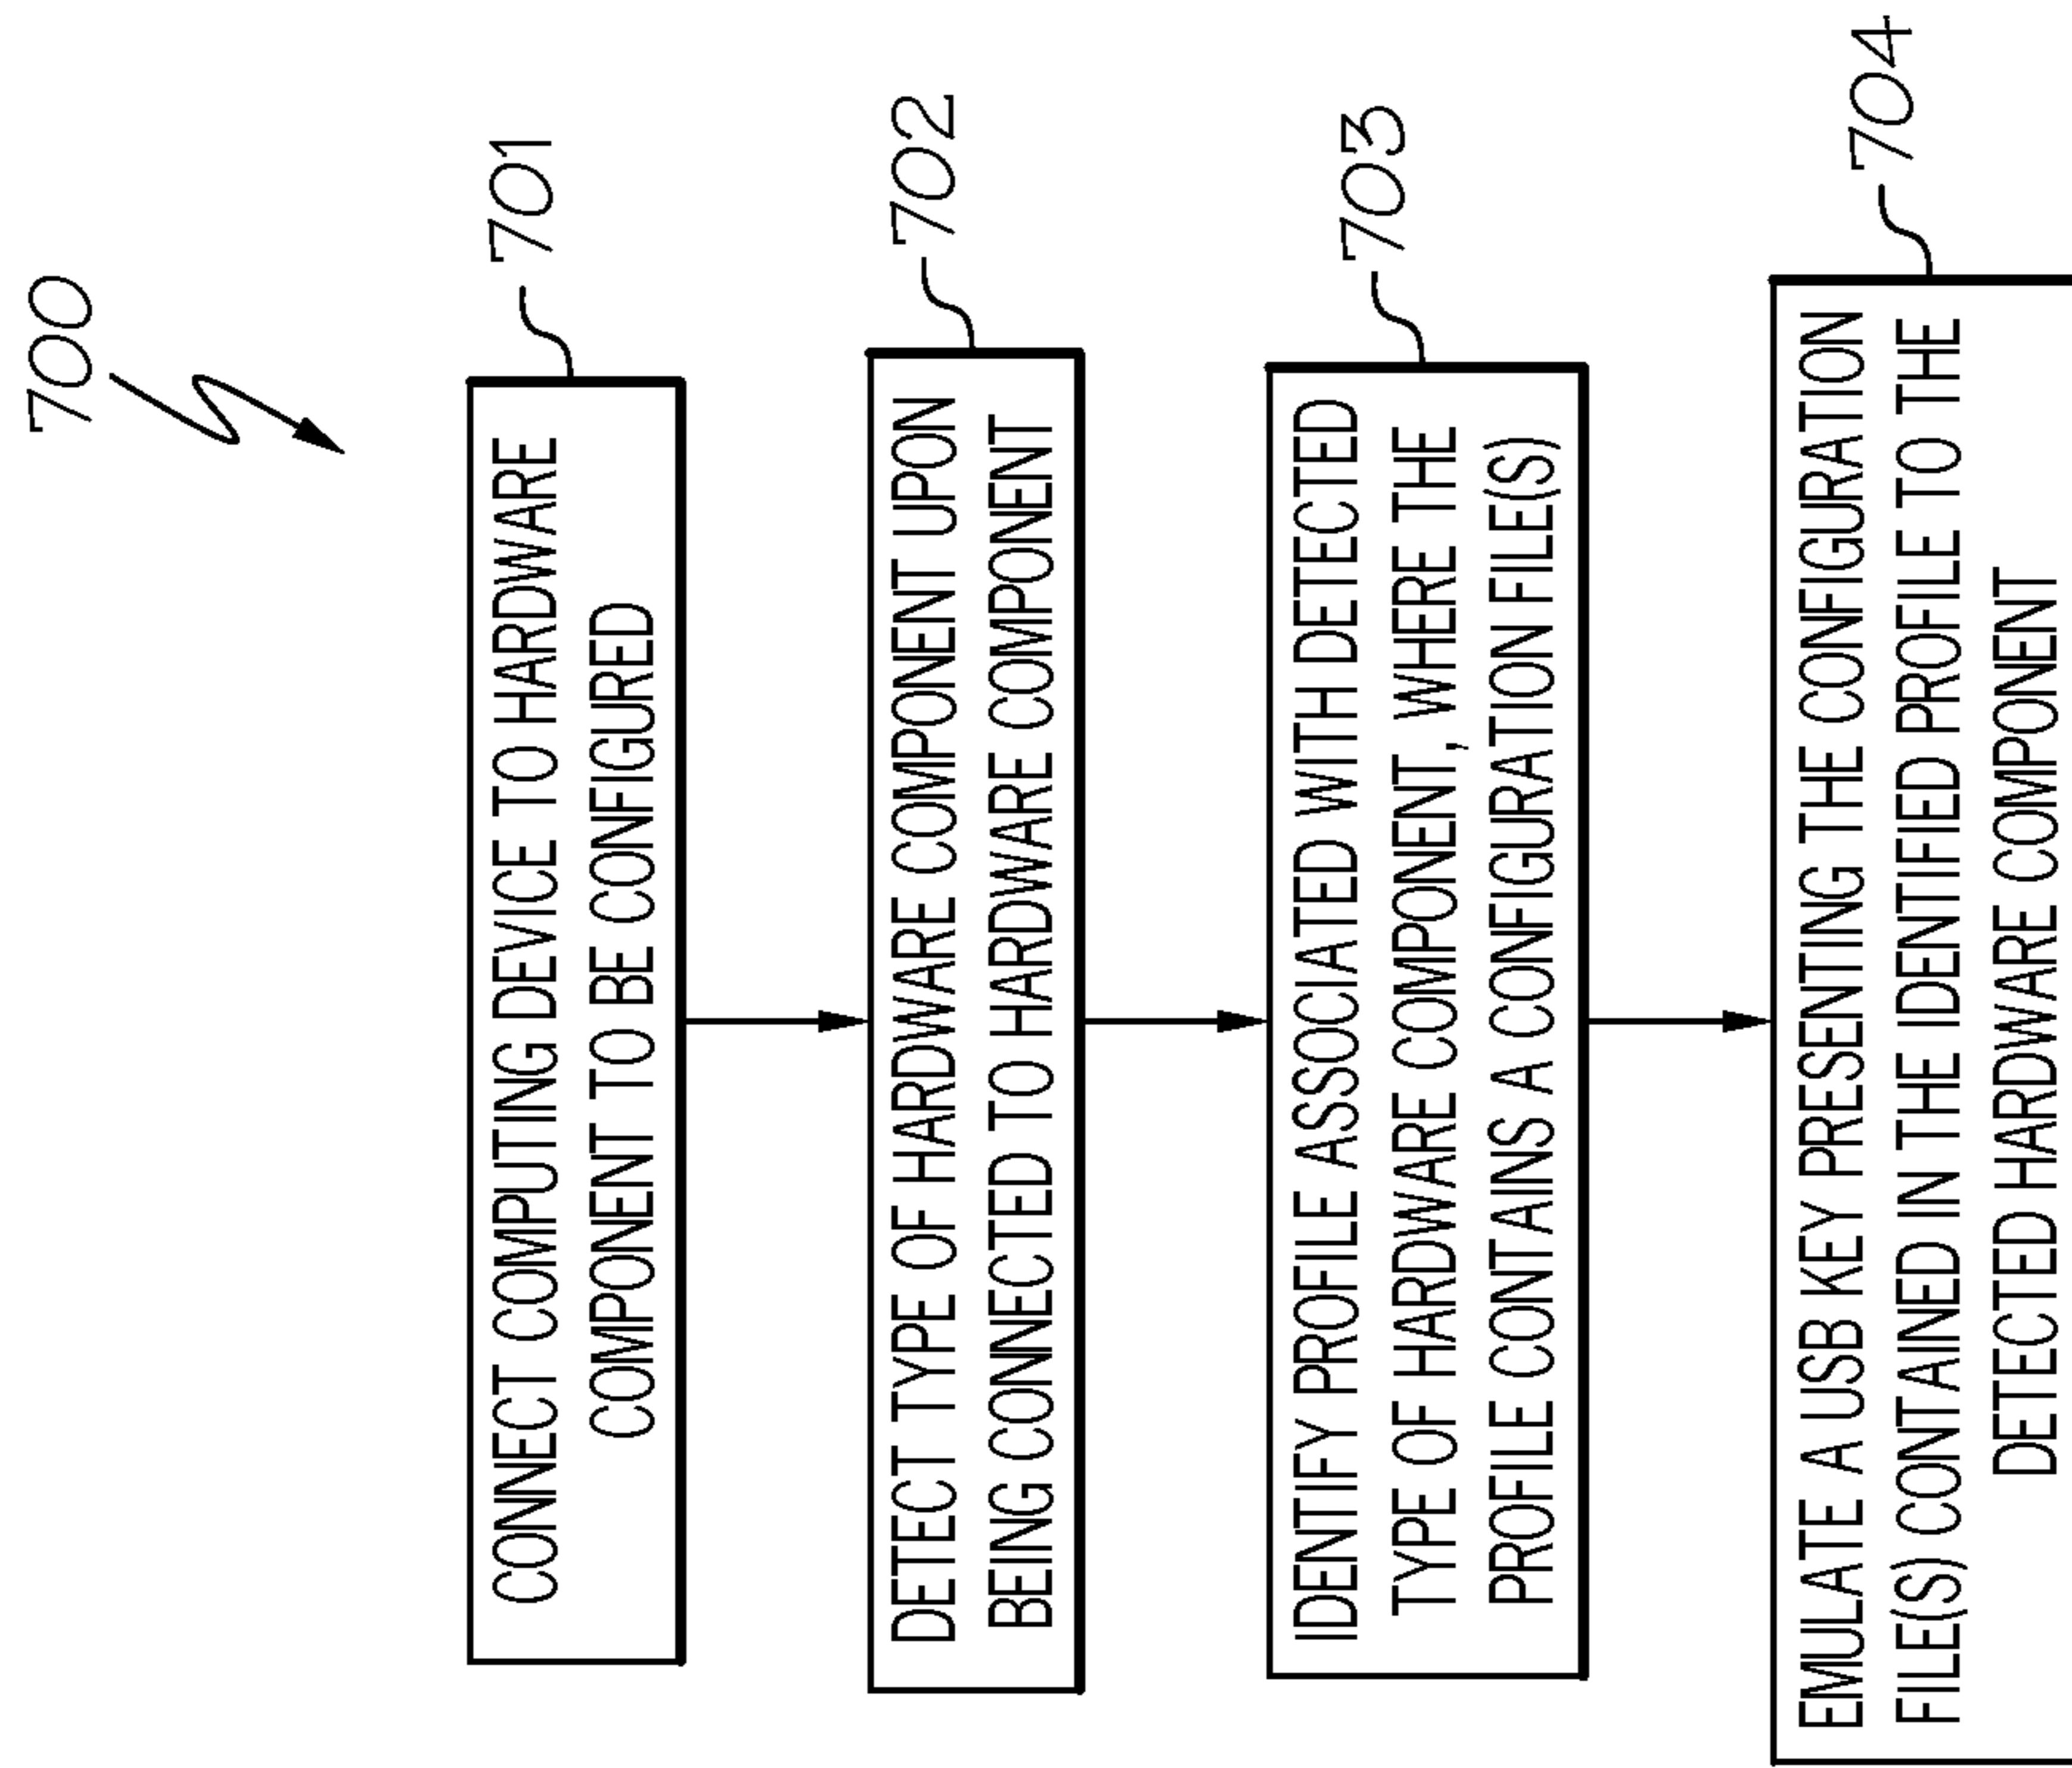 700
701
CONNECT COMPUTING DEVICE TO HARDWARE
COMPONENT TO BE CONFIGURED
702
DETECT TYPE OF HARDWARE COMPONENT UPON
BEING CONNECTED TO HARDWARE COMPONENT
703
IDENTIFY PROFILE ASSOCIATED WITH DETECTED
TYPE OF HARDWARE COMPONENT, WHERE THE
PROFILE CONTAINS A CONFIGURATION FILE(S)
704
EMULATE A USB KEY PRESENTING THE CONFIGURATION
FILE(S) CONTAINED IN THE IDENTIFIED PROFILE TO THE
DETECTED HARDWARE COMPONENT